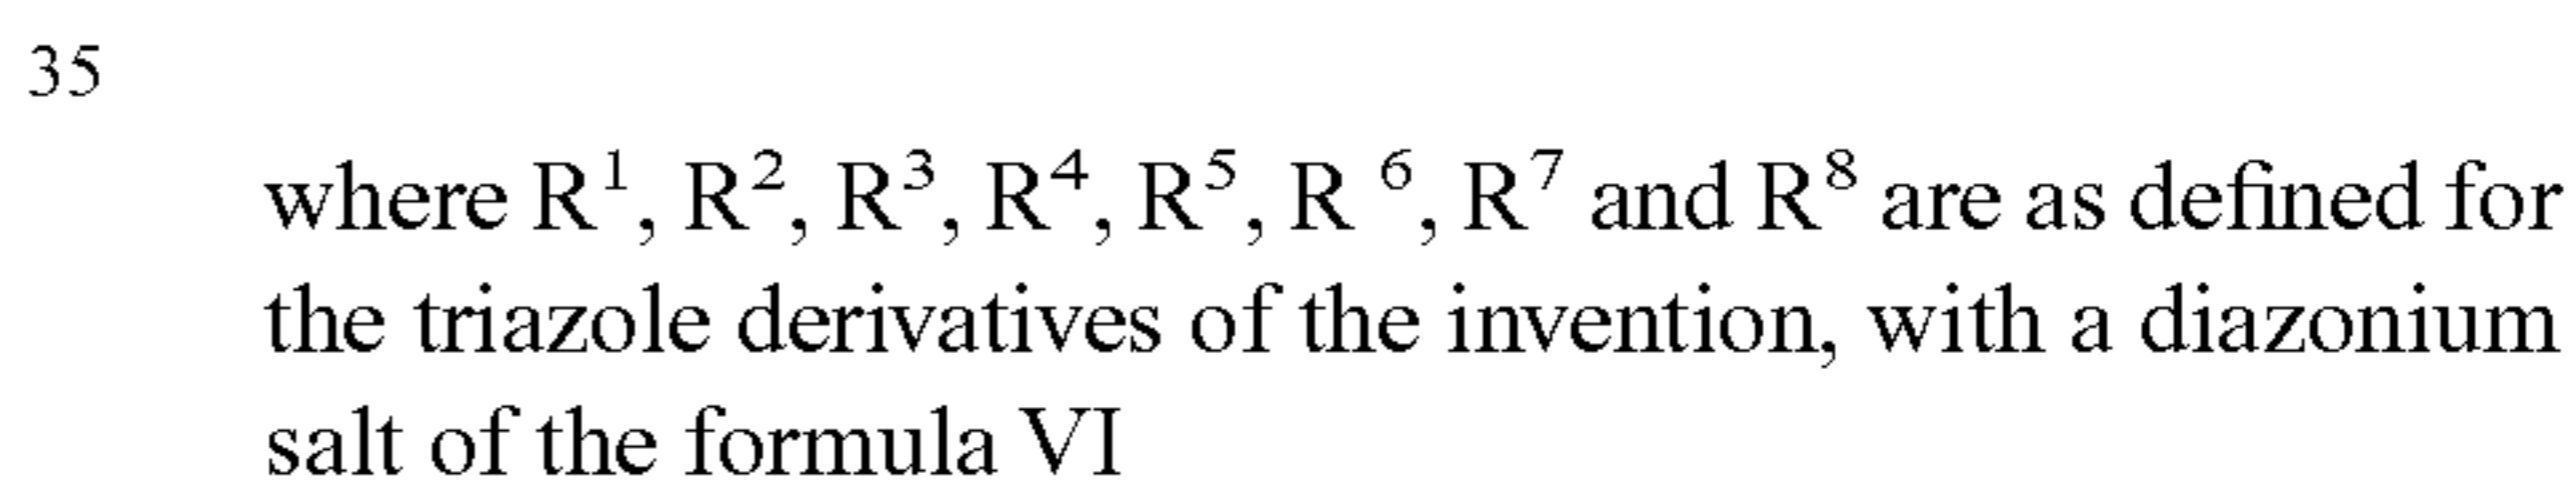 35
where R¹, R², R³, R⁴, R⁵, R ⁶, R⁷ and R⁸ are as defined for
the triazole derivatives of the invention, with a diazonium
salt of the formula VI